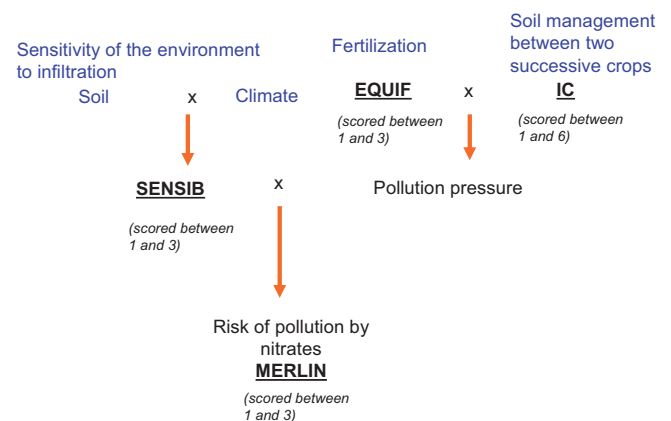 Sensitivity of the environment
to infiltration
Soil x Climate
Fertilization
EQUIF x
(scored between
1 and 3)
Soil management
between two
successive crops
IC
(scored between
1 and 6)
SENSIB x
(scored between
1 and 3)
Pollution pressure
Risk of pollution by
nitrates
MERLIN
(scored between
1 and 3)